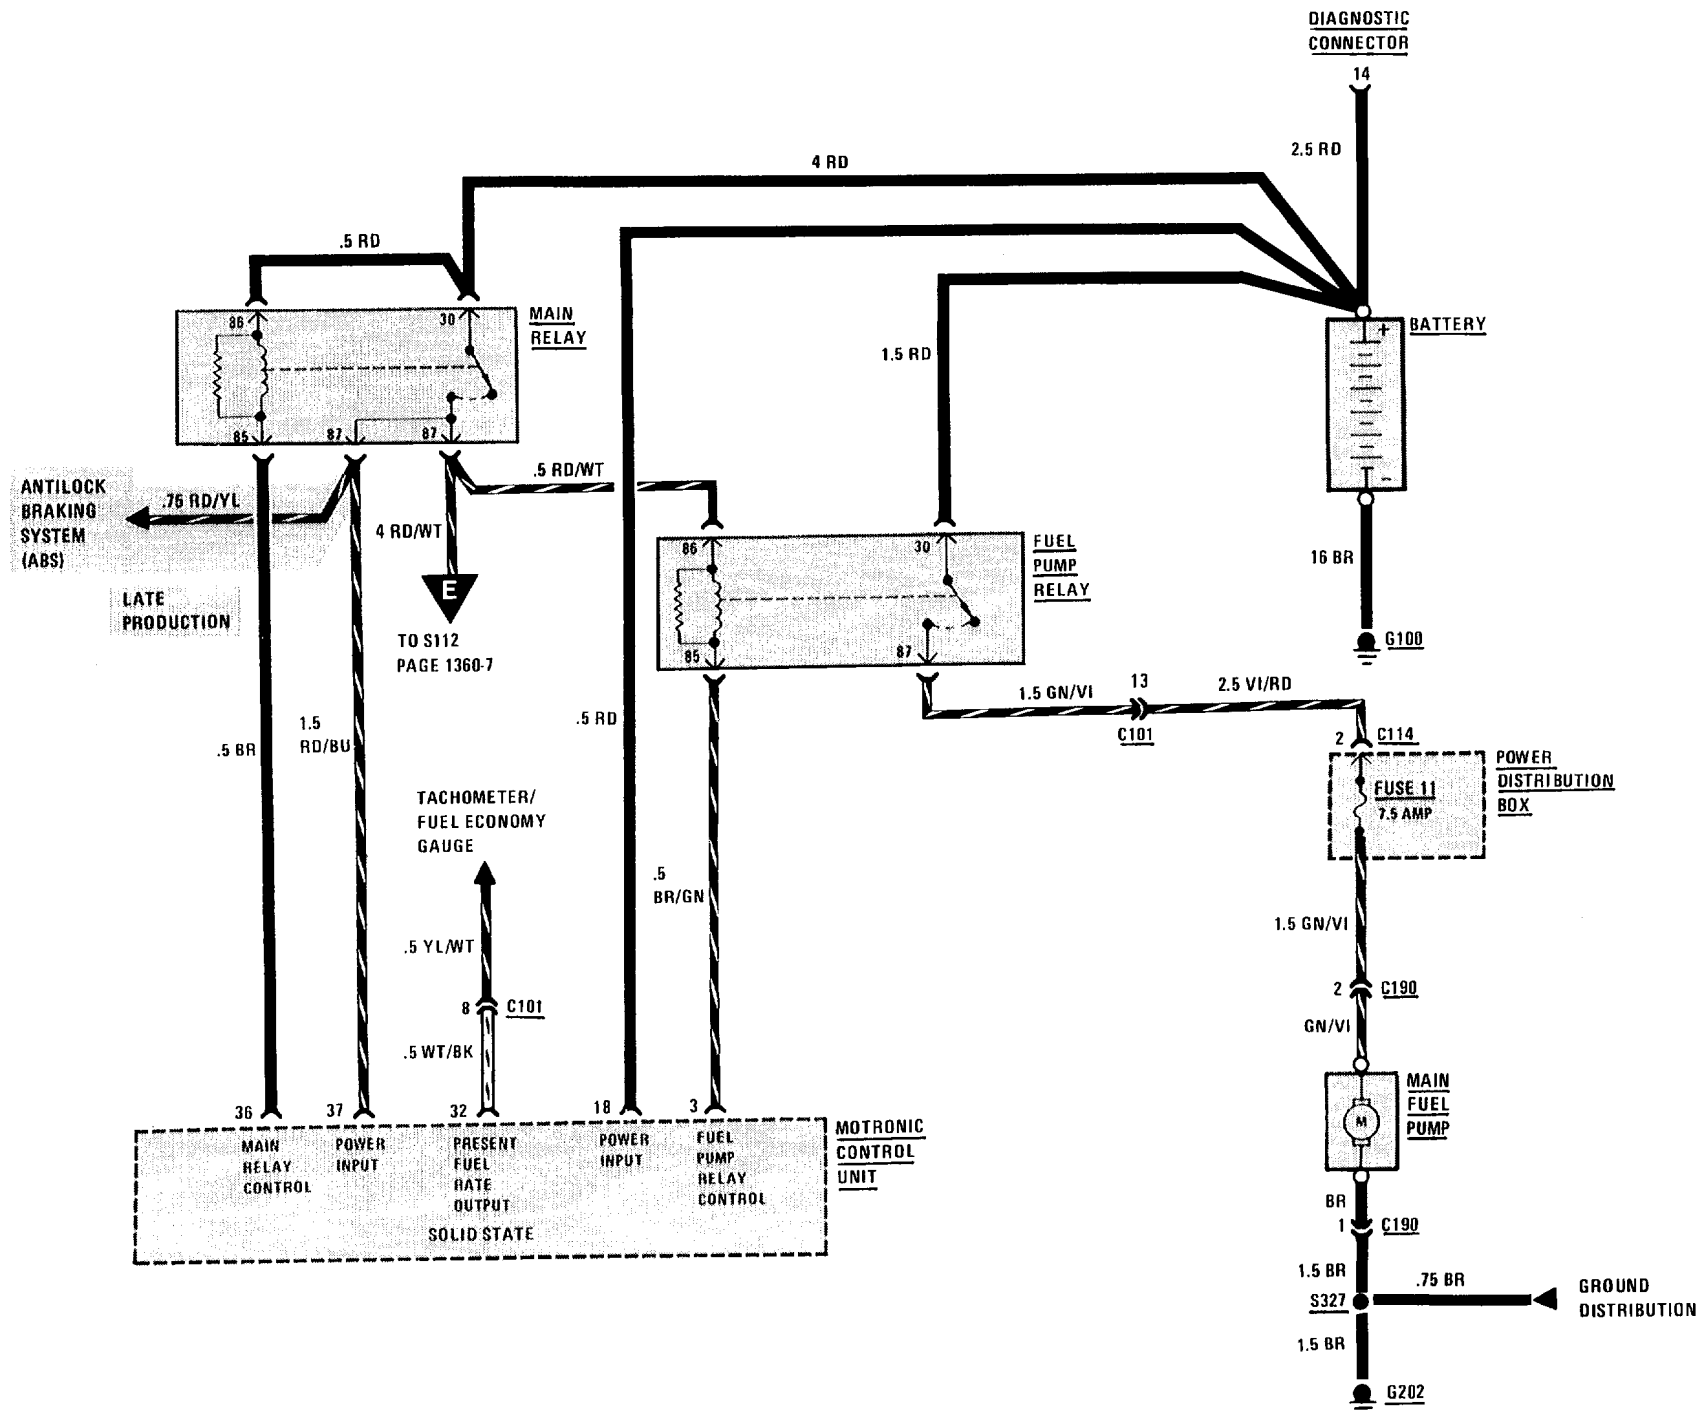 DIAGNOSTIC
CONNECTOR
14
2.5 RD
4 RD
.5 RD
MAIN
RELAY
86
30
85
87
87
BATTERY
+
-
1.5 RD
.5 RD/WT
ANTILOCK
BRAKING
SYSTEM
(ABS)
.75 RD/YL
4 RD/WT
E
TO S112
PAGE 1360-7
LATE
PRODUCTION
FUEL
PUMP
RELAY
86
30
85
87
16 BR
G100
1.5 GN/VI
13
C101
2.5 VI/RD
2
C114
POWER
DISTRIBUTION
BOX
FUSE 11
7.5 AMP
.5 BR
1.5
RD/BU
.5 RD
TACHOMETER/
FUEL ECONOMY
GAUGE
.5
BR/GN
.5 YL/WT
8
C101
.5 WT/BK
1.5 GN/VI
2
C190
GN/VI
MAIN
FUEL
PUMP
M
BR
1
C190
1.5 BR
S327
.75 BR
GROUND
DISTRIBUTION
1.5 BR
G202
36
37
32
18
3
MAIN
RELAY
CONTROL
POWER
INPUT
PRESENT
FUEL
RATE
OUTPUT
POWER
INPUT
FUEL
PUMP
RELAY
CONTROL
SOLID STATE
MOTRONIC
CONTROL
UNIT